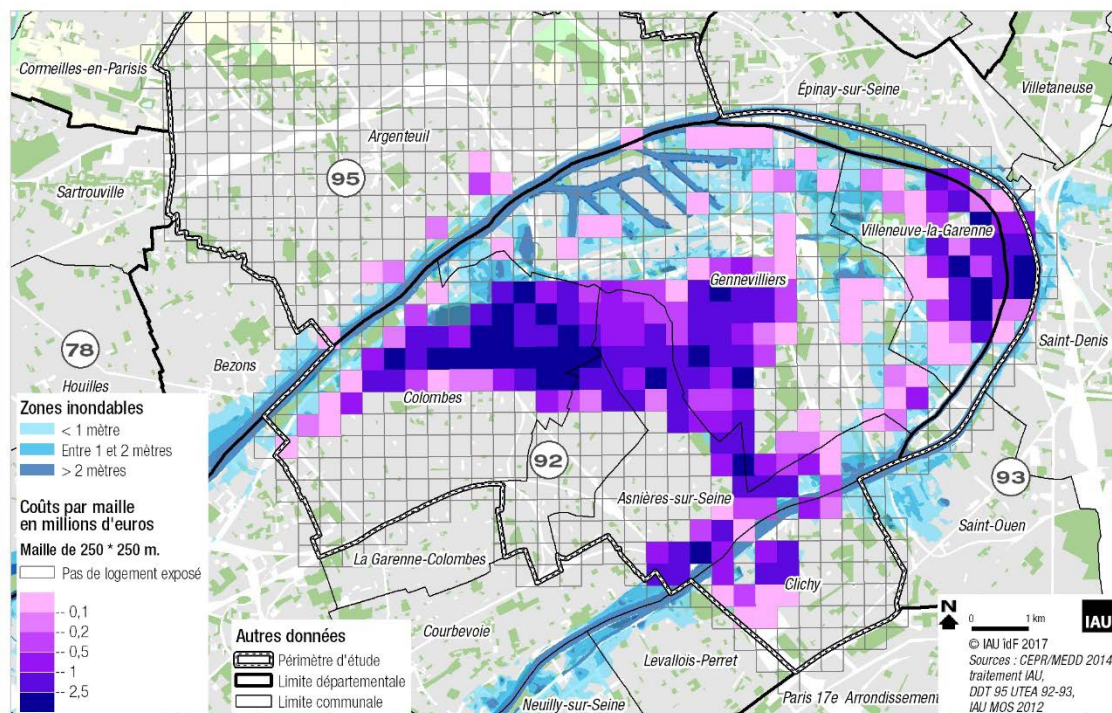 Cormeilles-en-Parisis
Épinay-sur-Seine
Villetaneuse
Argenteuil
95
Sartrouville
Villeneuve-la-Garenne
Gennevilliers
78
Houilles
Bezons
Saint-Denis
Colombes
92
93
Asnières-sur-Seine
Saint-Ouen
La Garenne-Colombes
Clichy
Courbevoie
Levallois-Perret
Neuilly-sur-Seine
Paris 17e Arrondissement
Zones inondables
< 1 mètre
Entre 1 et 2 mètres
> 2 mètres
Coûts par maille
en millions d'euros
Maille de 250 * 250 m.
Pas de logement exposé
-- 0,1
-- 0,2
-- 0,5
-- 1
-- 2,5
Autres données
Périmètre d'étude
Limite départementale
Limite communale
N
0 1 km
IAU
© IAU îdF 2017
Sources : CEPR/MEDD 2014
traitement IAU,
DDT 95 UTEA 92-93,
IAU MOS 2012